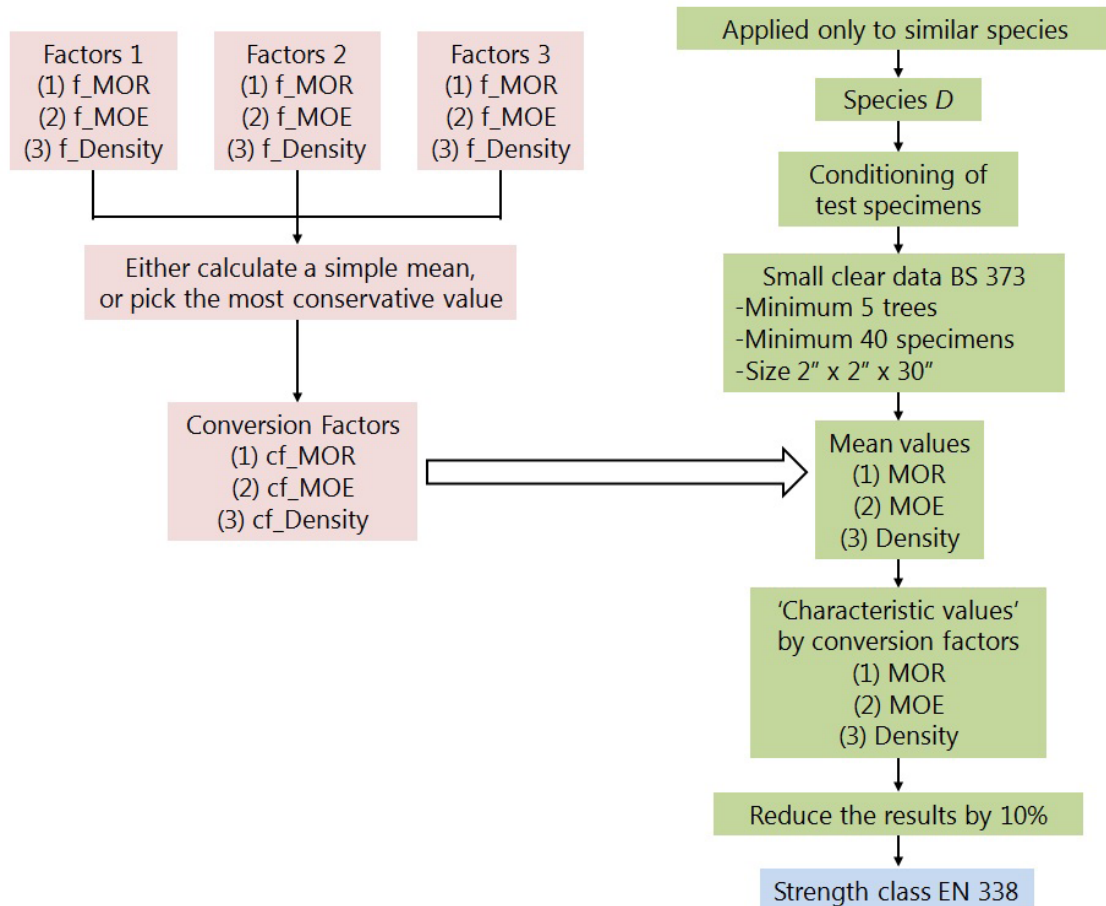 Factors 1
(1) f_MOR
(2) f_MOE
(3) f_Density
Factors 2
(1) f_MOR
(2) f_MOE
(3) f_Density
Factors 3
(1) f_MOR
(2) f_MOE
(3) f_Density
Either calculate a simple mean,
or pick the most conservative value
Conversion Factors
(1) cf_MOR
(2) cf_MOE
(3) cf_Density
Applied only to similar species
Species D
Conditioning of
test specimens
Small clear data BS 373
-Minimum 5 trees
-Minimum 40 specimens
-Size 2” x 2” x 30”
Mean values
(1) MOR
(2) MOE
(3) Density
‘Characteristic values’
by conversion factors
(1) MOR
(2) MOE
(3) Density
Reduce the results by 10%
Strength class EN 338